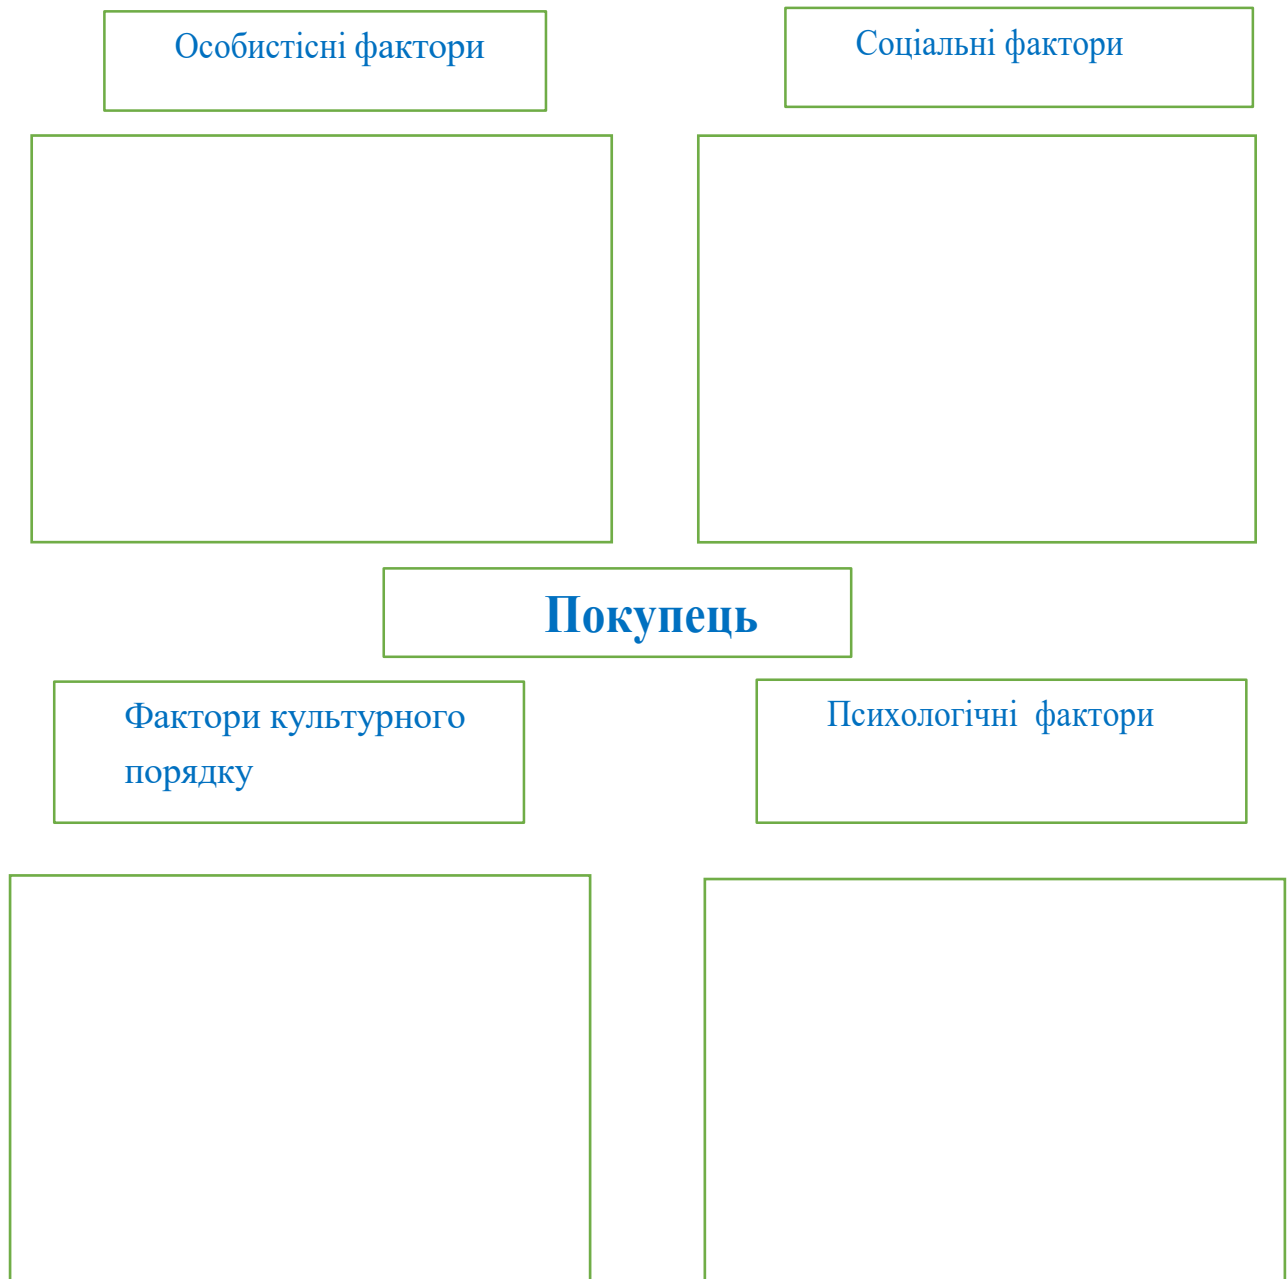 Особистісні фактори
Соціальні фактори
Покупець
Фактори культурного
порядку
Психологічні фактори